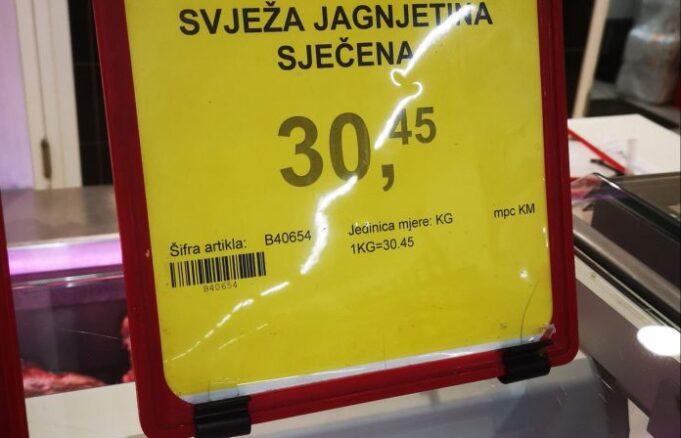 SVJEŽA JAGNJETINA
SJEČENA
30,45
Šifra artikla: B40654 Jedinica mjere: KG mpc KM
1KG=30.45
B40654